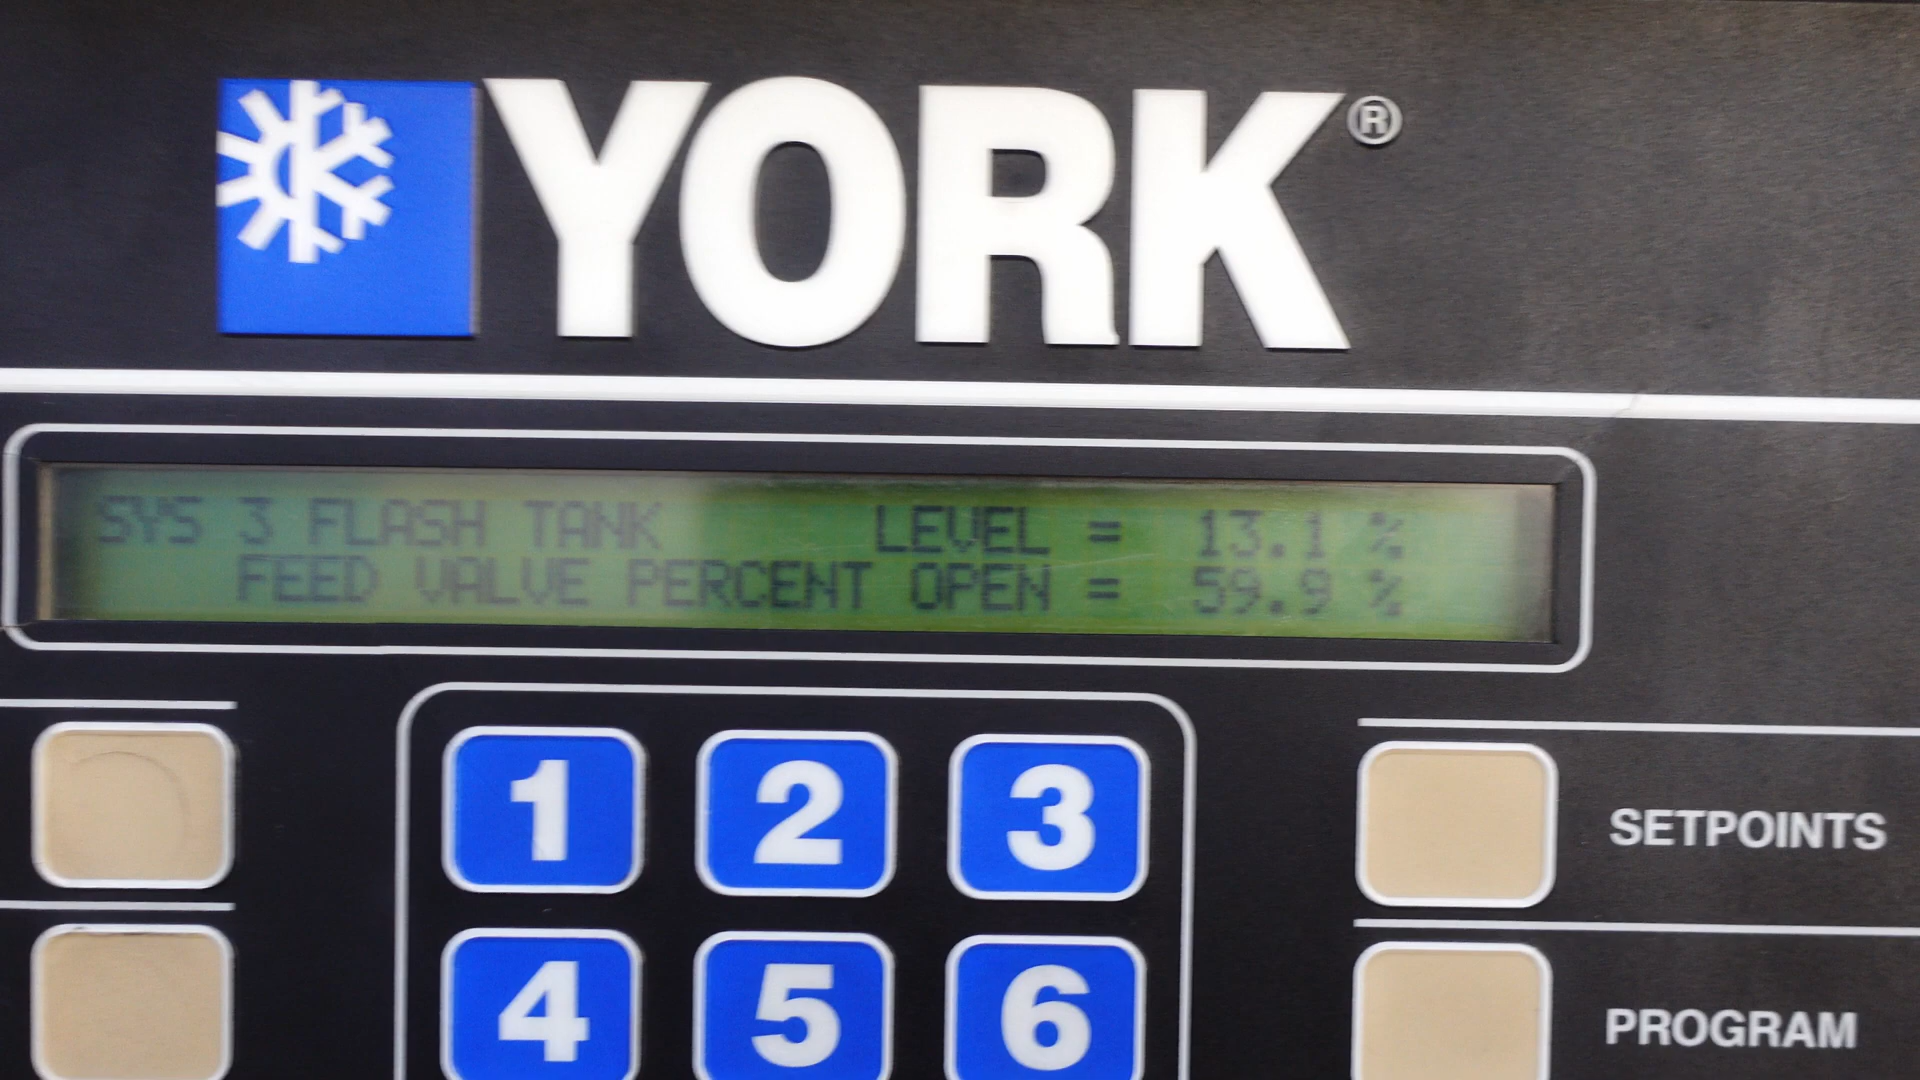 YORK®
SYS 3 FLASH TANK LEVEL = 13.1 %
FEED VALVE PERCENT OPEN = 59.9 %
1 2 3
SETPOINTS
4 5 6
PROGRAM